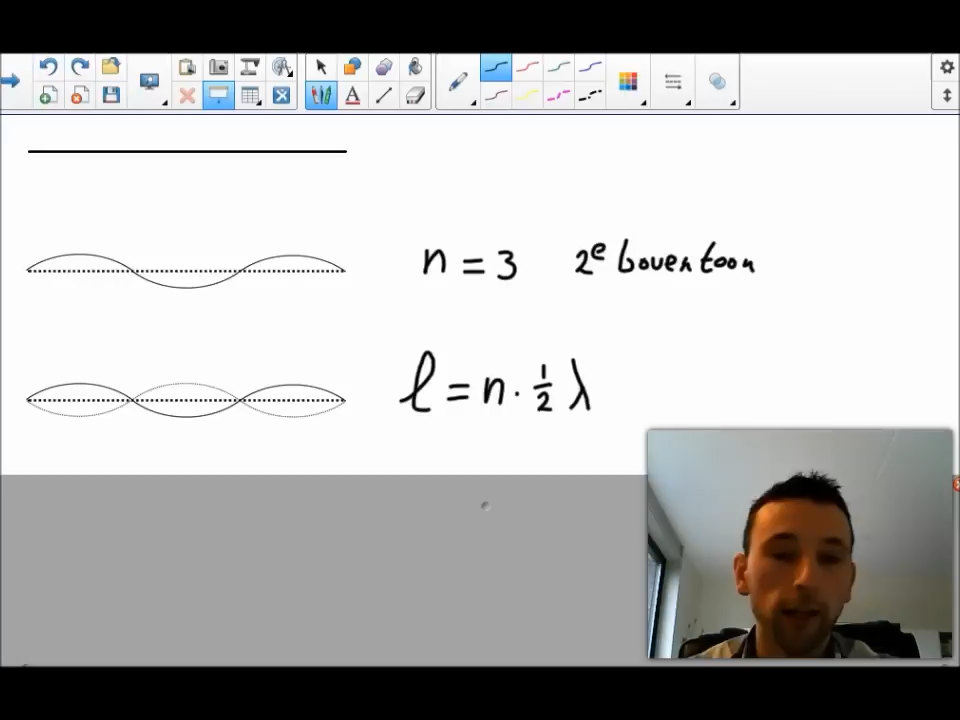 n = 3 2e boventoon
ℓ = n · 1/2 λ